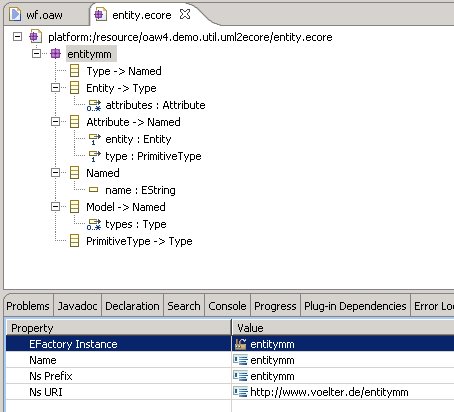 wf.oaw entity.ecore
platform:/resource/oaw4.demo.util.uml2ecore/entity.ecore
entitymm
Type -> Named
Entity -> Type
attributes : Attribute
Attribute -> Named
entity : Entity
type : PrimitiveType
Named
name : EString
Model -> Named
types : Type
PrimitiveType -> Type
Problems Javadoc Declaration Search Console Progress Plug-in Dependencies Error Lo
Property Value
EFactory Instance entitymm
Name entitymm
Ns Prefix entitymm
Ns URI http://www.voelter.de/entitymm